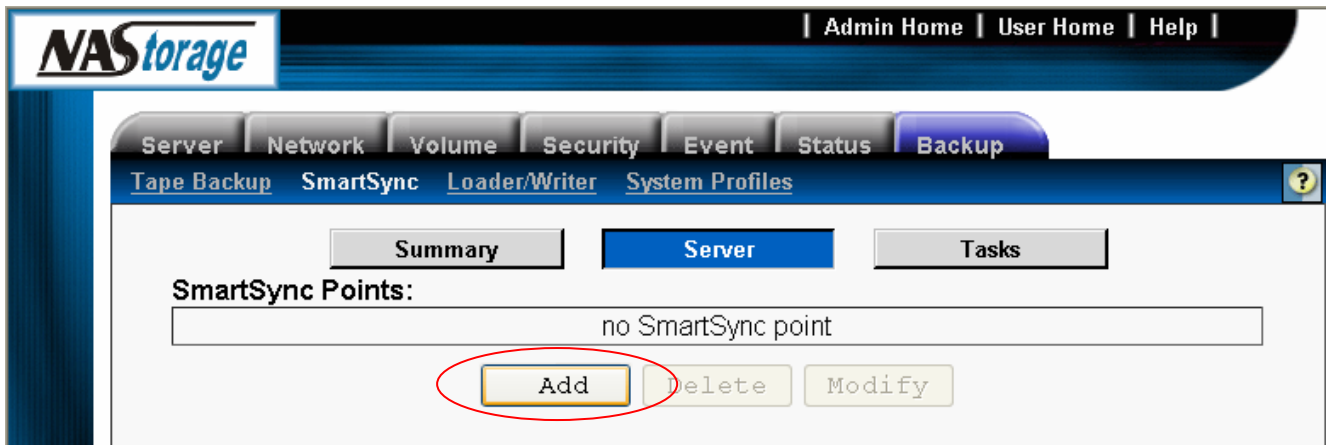 | Admin Home | User Home | Help |
NAStorage
Server Network Volume Security Event Status Backup
Tape Backup SmartSync Loader/Writer System Profiles ?
Summary Server Tasks
SmartSync Points:
no SmartSync point
Add Delete Modify